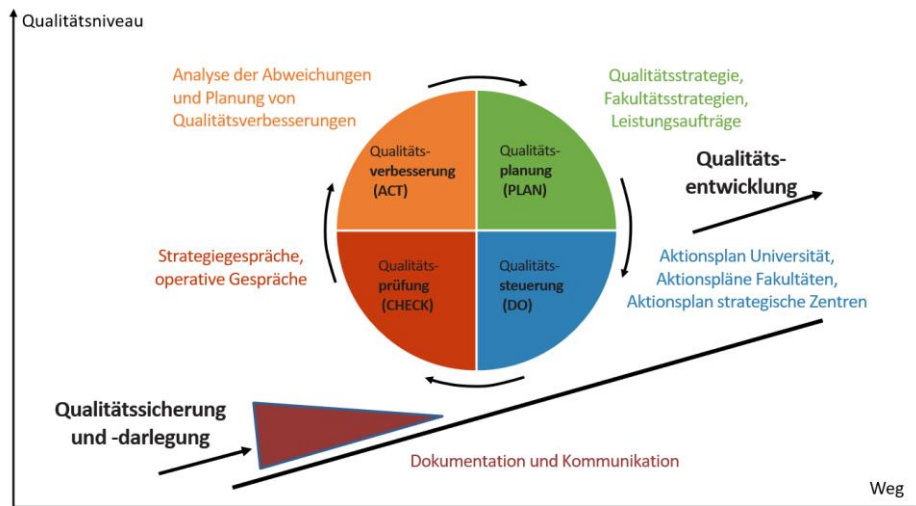 Qualitätsniveau
Analyse der Abweichungen
und Planung von
Qualitätsverbesserungen
Qualitätsstrategie,
Fakultätsstrategien,
Leistungsaufträge
Qualitäts-
verbesserung
(ACT)
Qualitäts-
planung
(PLAN)
Qualitäts-
entwicklung
Strategiegespräche,
operative Gespräche
Qualitäts-
prüfung
(CHECK)
Qualitäts-
steuerung
(DO)
Aktionsplan Universität,
Aktionspläne Fakultäten,
Aktionsplan strategische Zentren
Qualitätssicherung
und -darlegung
Dokumentation und Kommunikation
Weg